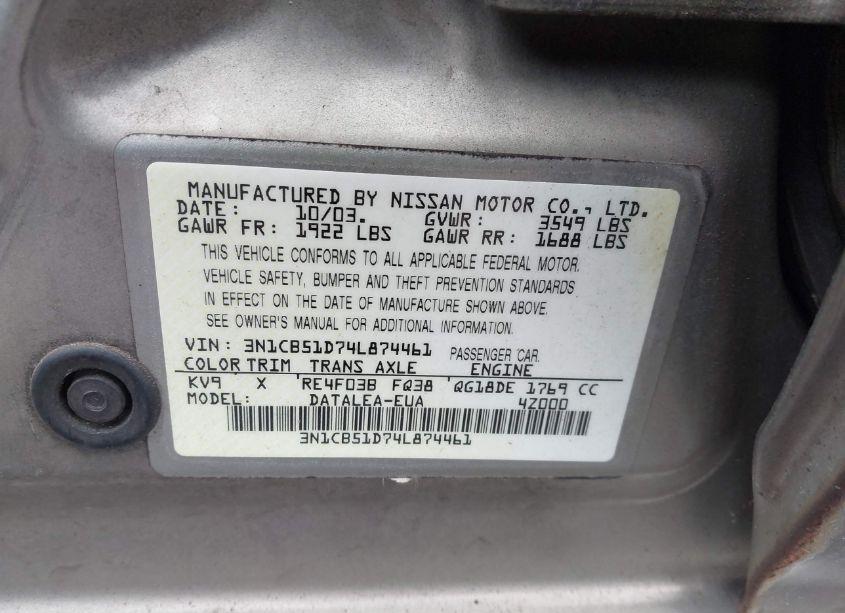 MANUFACTURED BY NISSAN MOTOR CO., LTD.
DATE: 10/03. GVWR: 3549 LBS
GAWR FR: 1922 LBS GAWR RR: 1688 LBS
THIS VEHICLE CONFORMS TO ALL APPLICABLE FEDERAL MOTOR.
VEHICLE SAFETY, BUMPER AND THEFT PREVENTION STANDARDS
IN EFFECT ON THE DATE OF MANUFACTURE SHOWN ABOVE.
SEE OWNER'S MANUAL FOR ADDITIONAL INFORMATION.
VIN: 3N1CB51D74L874461 PASSENGER CAR.
COLOR TRIM TRANS AXLE ENGINE
KV9 X 'RE4F03B FQ38 'QG18DE 1769 CC
MODEL: DATALEA-EUA 4Z000
3N1CB51D74L874461